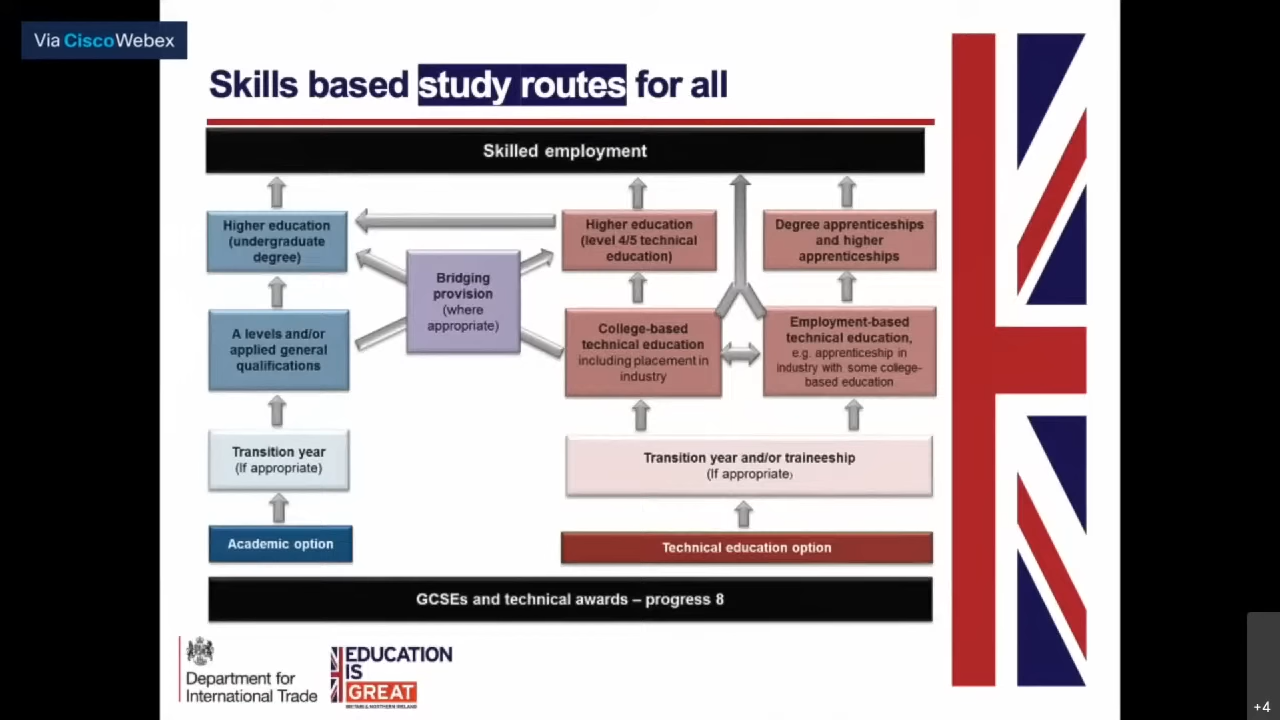 Via CiscoWebex
Skills based study routes for all
Skilled employment
Higher education
(undergraduate
degree)
Higher education
(level 4/5 technical
education)
Degree apprenticeships
and higher
apprenticeships
Bridging
provision
(where
appropriate)
A levels and/or
applied general
qualifications
College-based
technical education
including placement in
industry
Employment-based
technical education,
e.g. apprenticeship in
industry with some college-
based education
Transition year
(If appropriate)
Transition year and/or traineeship
(If appropriate)
Academic option
Technical education option
GCSEs and technical awards – progress 8
Department for
International Trade
EDUCATION
IS
GREAT
BRITAIN & NORTHERN IRELAND
+4